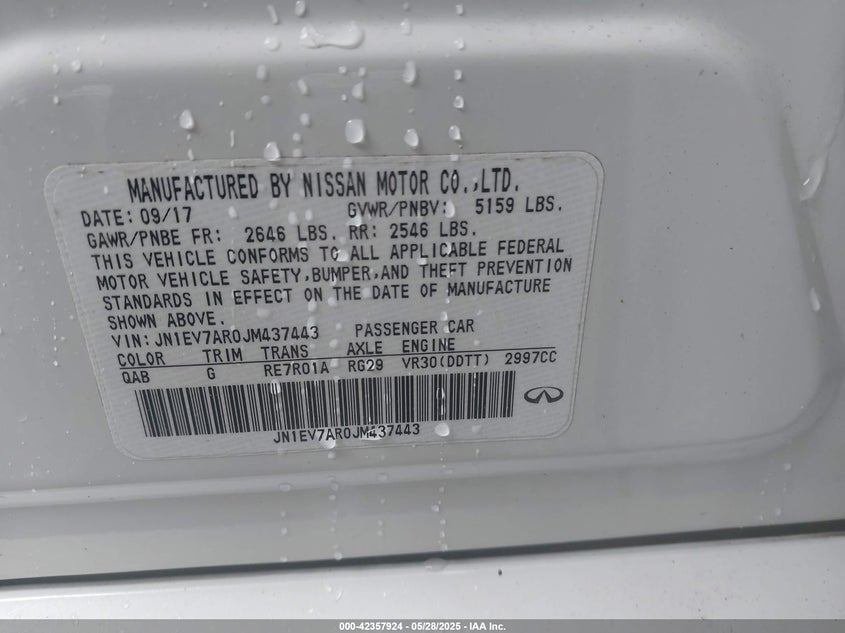 MANUFACTURED BY NISSAN MOTOR CO.,LTD.
DATE: 09/17 GVWR/PNBV: 5159 LBS.
GAWR/PNBE FR: 2646 LBS. RR: 2546 LBS.
THIS VEHICLE CONFORMS TO ALL APPLICABLE FEDERAL
MOTOR VEHICLE SAFETY,BUMPER,AND THEFT PREVENTION
STANDARDS IN EFFECT ON THE DATE OF MANUFACTURE
SHOWN ABOVE.
VIN: JN1EV7AR0JM437443 PASSENGER CAR
COLOR TRIM TRANS AXLE ENGINE
QAB G RE7R01A RG29 VR30(DDTT) 2997CC
JN1EV7AR0JM437443
000-42357924 - 05/28/2025 - IAA Inc.